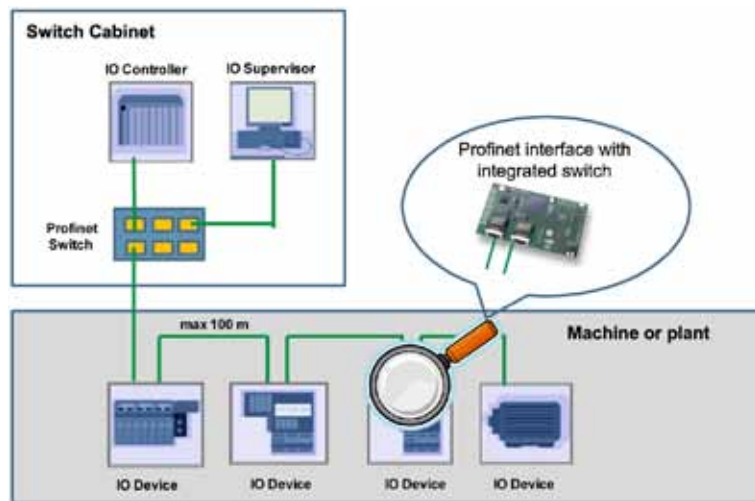 Switch Cabinet
IO Controller
IO Supervisor
Profinet interface with
integrated switch
Profinet
Switch
max 100 m
Machine or plant
IO Device
IO Device
IO Device
IO Device